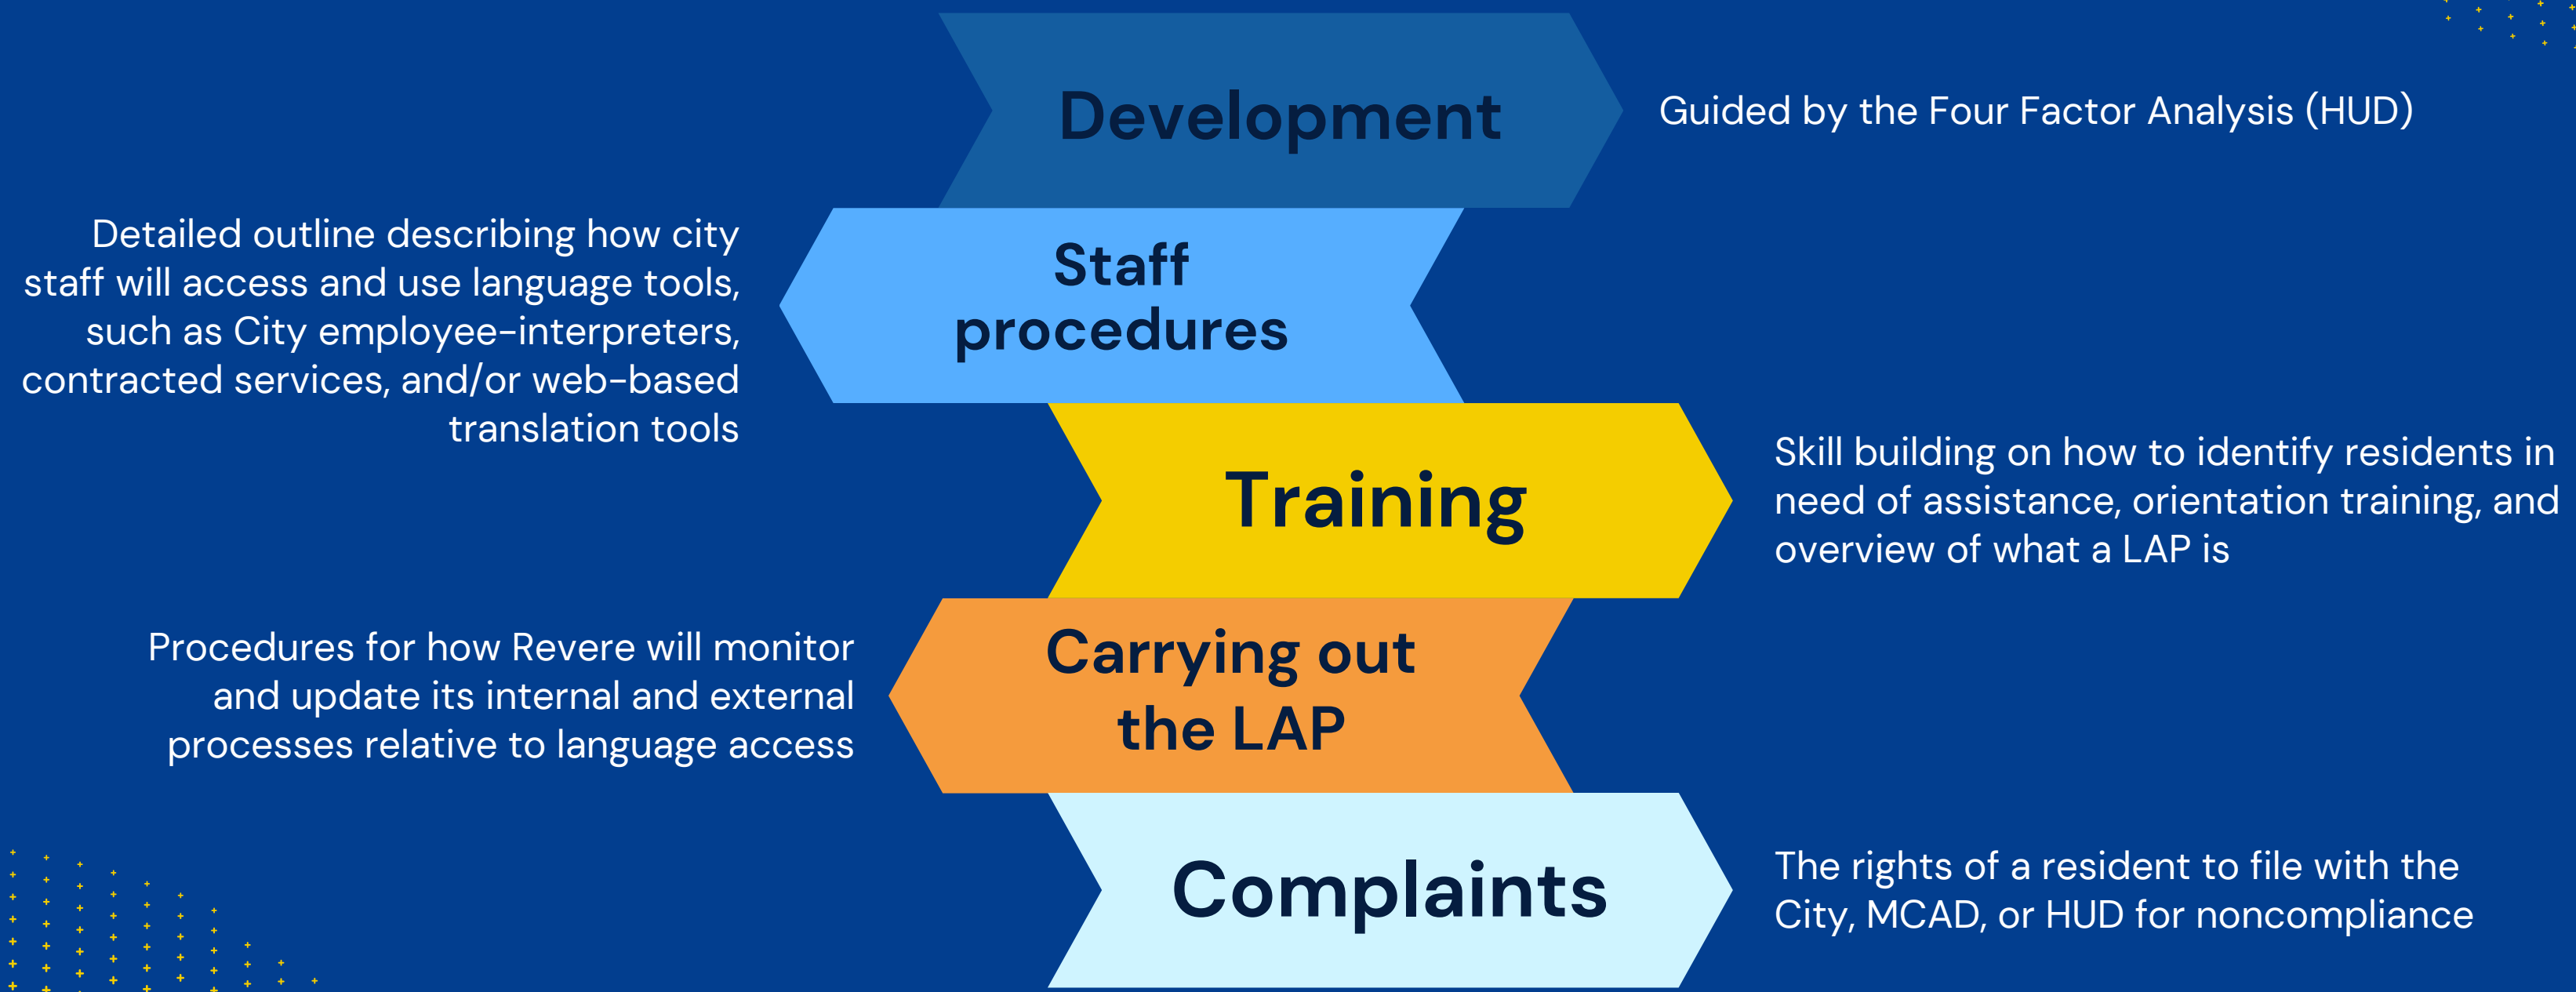 Development
Guided by the Four Factor Analysis (HUD)
Detailed outline describing how city
staff will access and use language tools,
such as City employee-interpreters,
contracted services, and/or web-based
translation tools
Staff
procedures
Training
Skill building on how to identify residents in
need of assistance, orientation training, and
overview of what a LAP is
Procedures for how Revere will monitor
and update its internal and external
processes relative to language access
Carrying out
the LAP
Complaints
The rights of a resident to file with the
City, MCAD, or HUD for noncompliance